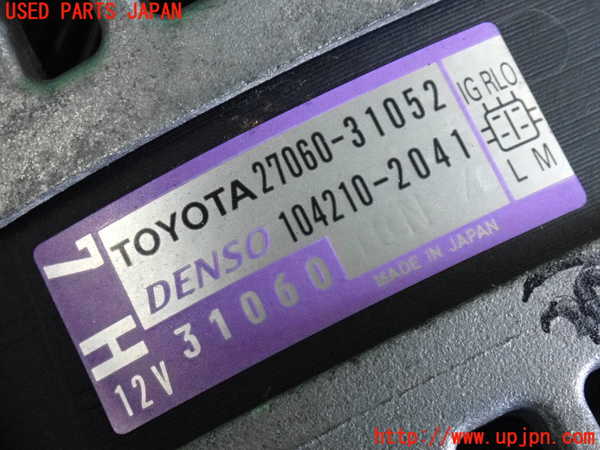 USED PARTS JAPAN
TOYOTA 27060-31052
DENSO 104210-2041
7
H
12V 31060
MADE IN JAPAN
IG RLO
L M
http://www.upjpn.com/